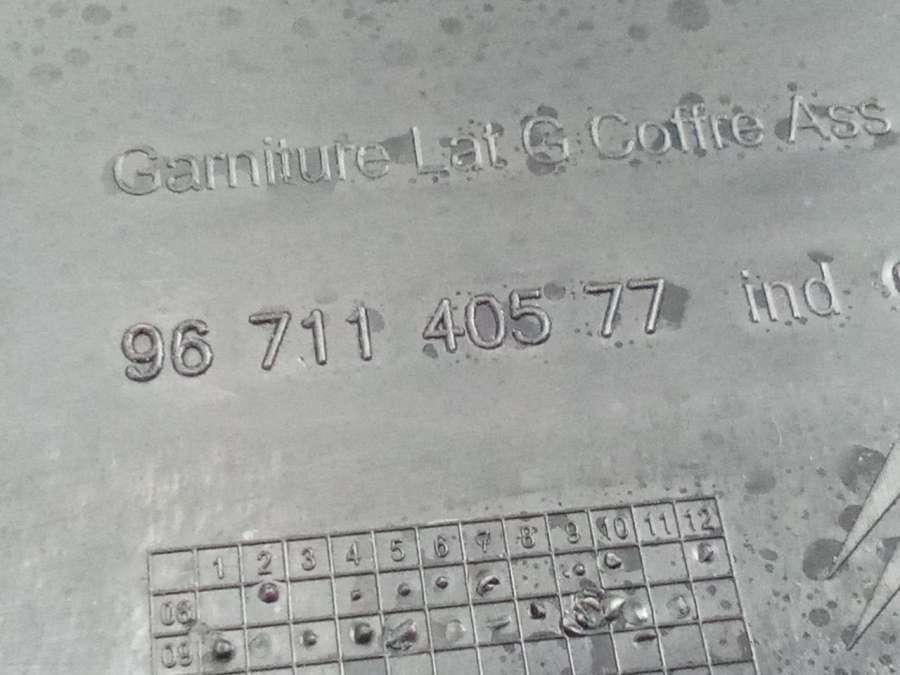 Garniture Lat G Coffre Ass
96 711 405 77 ind
1 2 3 4 5 6 7 8 9 10 11 12
08
09